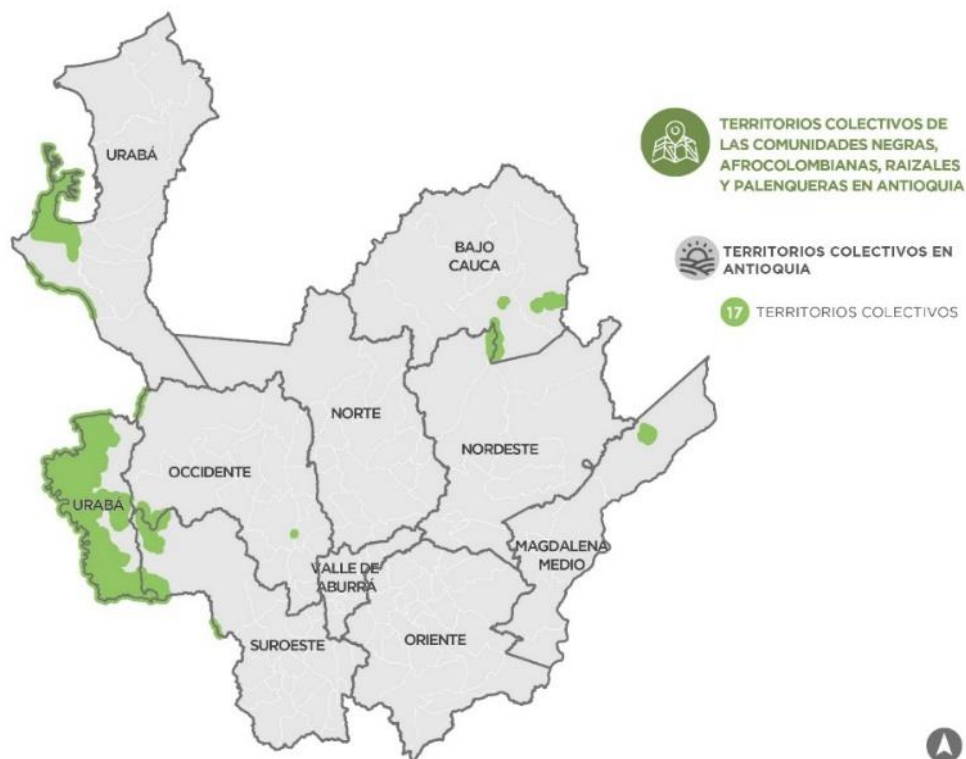 URABÁ
TERRITORIOS COLECTIVOS DE
LAS COMUNIDADES NEGRAS,
AFROCOLOMBIANAS, RAIZALES
Y PALENQUERAS EN ANTIOQUIA
BAJO
CAUCA
TERRITORIOS COLECTIVOS EN
ANTIOQUIA
17 TERRITORIOS COLECTIVOS
NORTE
NORDESTE
OCCIDENTE
URABÁ
MAGDALENA
MEDIO
VALLE DE
ABURRÁ
ORIENTE
SUROESTE